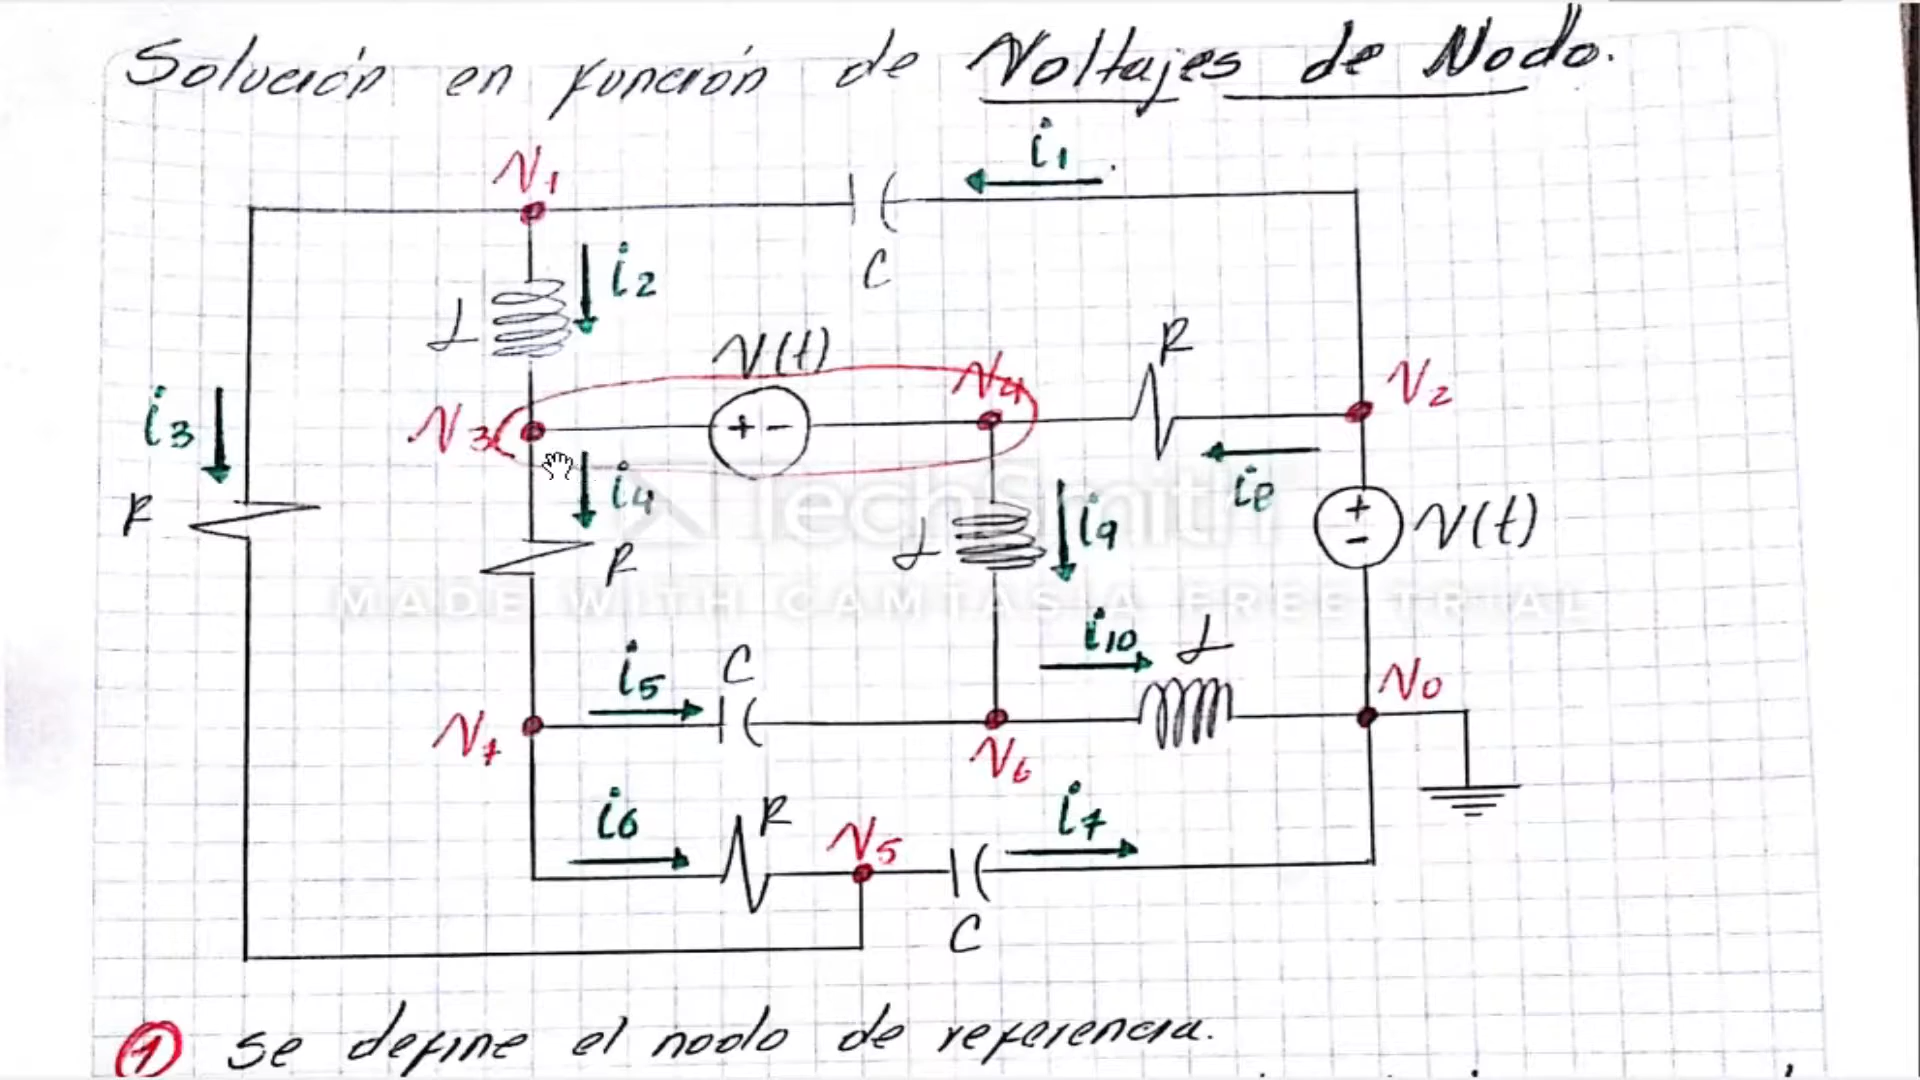 Solución en función de Voltajes de Nodo.
i1
V1
C
i2
L
V(t)
R
V4
V2
i3
V3
i4
i8
R
L
i9
V(t)
R
TechSmith
MADE WITH CAMTASIA FREE TRIAL
i10
L
i5
C
V0
V7
V6
i6
R
V5
i7
C
① Se define el nodo de referencia.